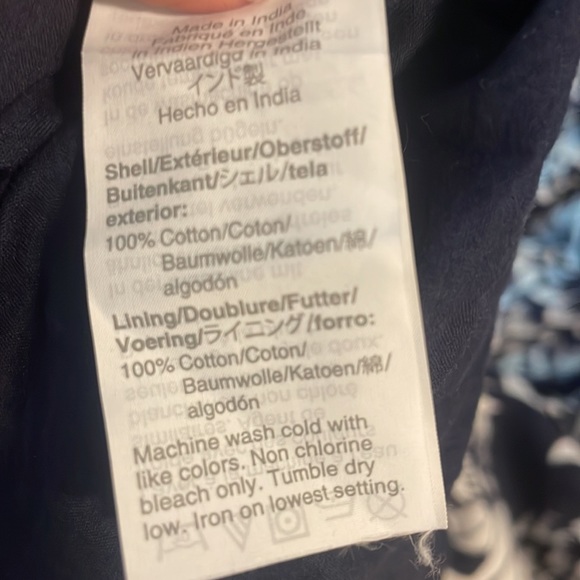 Made in India
Fabriqué en Inde
in Indien Hergestellt
Vervaardigd in India
インド製
Hecho en India
Shell/Extérieur/Oberstoff/
Buitenkant/シェル/tela
exterior:
100% Cotton/Coton/
Baumwolle/Katoen/綿/
algodón
Lining/Doublure/Futter/
Voering/ライニング/forro:
100% Cotton/Coton/
Baumwolle/Katoen/綿/
algodón
Machine wash cold with
like colors. Non chlorine
bleach only. Tumble dry
low. Iron on lowest setting.